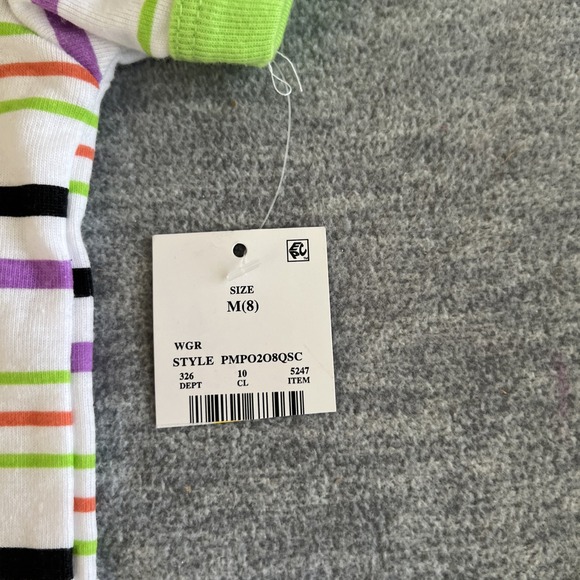 SIZE
M(8)
WGR
STYLE PMPO2O8QSC
326 10 5247
DEPT CL ITEM